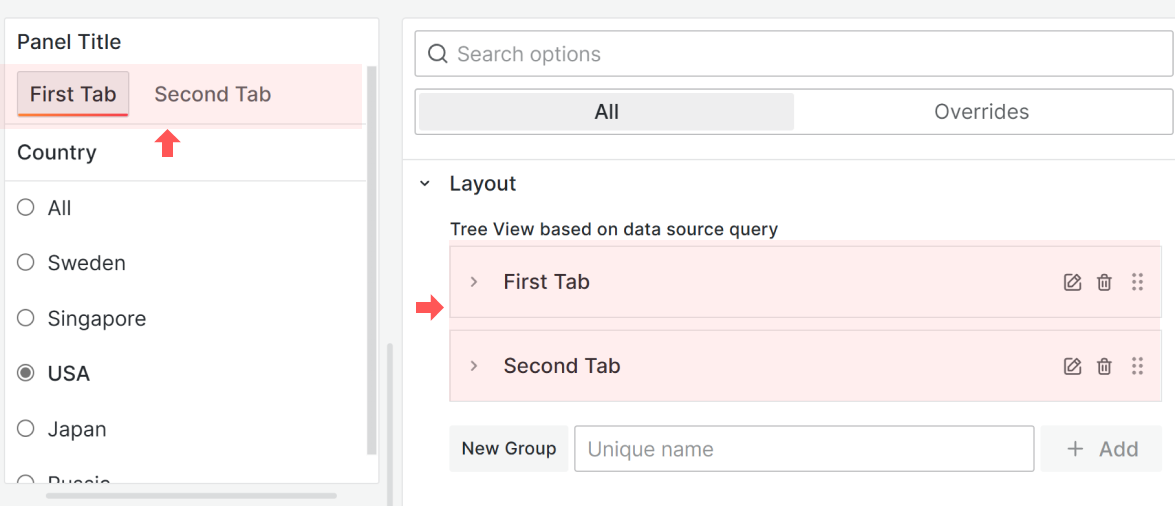 Panel Title
First Tab
Second Tab
Country
All
Sweden
Singapore
USA
Japan
Russia
Search options
All
Overrides
Layout
Tree View based on data source query
First Tab
Second Tab
New Group
Unique name
+ Add